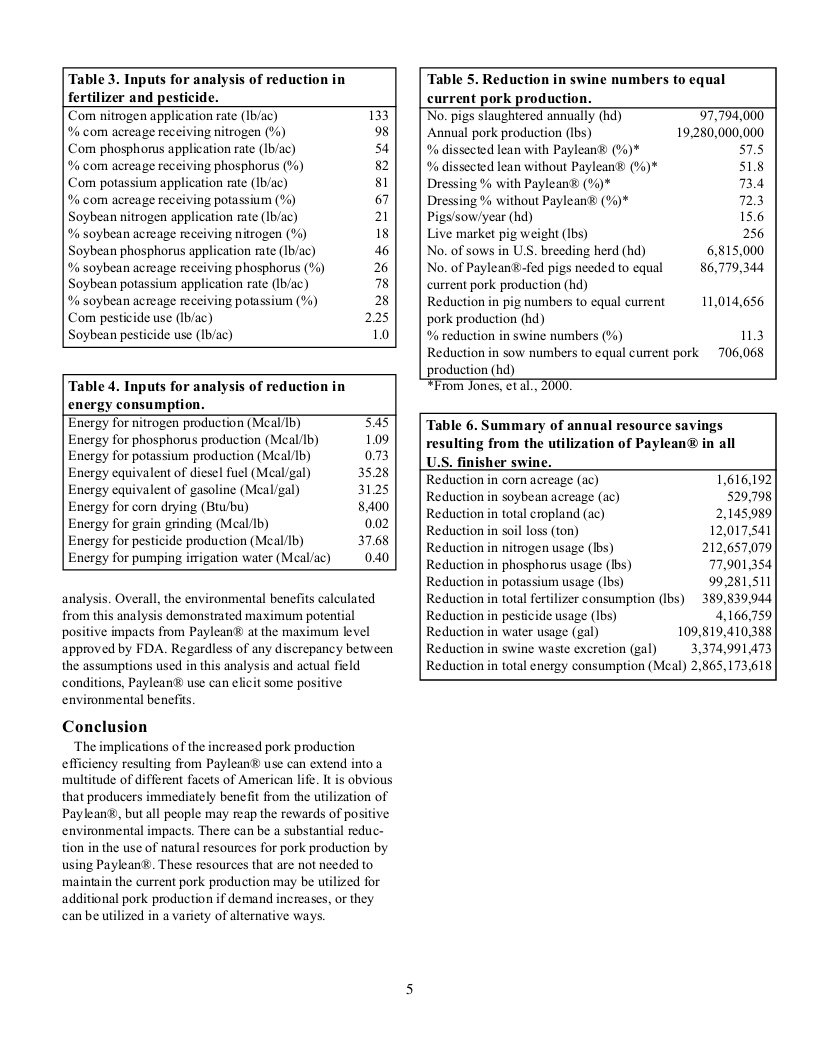 Table 3. Inputs for analysis of reduction in
fertilizer and pesticide.
Corn nitrogen application rate (lb/ac) 133
% corn acreage receiving nitrogen (%) 98
Corn phosphorus application rate (lb/ac) 54
% corn acreage receiving phosphorus (%) 82
Corn potassium application rate (lb/ac) 81
% corn acreage receiving potassium (%) 67
Soybean nitrogen application rate (lb/ac) 21
% soybean acreage receiving nitrogen (%) 18
Soybean phosphorus application rate (lb/ac) 46
% soybean acreage receiving phosphorus (%) 26
Soybean potassium application rate (lb/ac) 78
% soybean acreage receiving potassium (%) 28
Corn pesticide use (lb/ac) 2.25
Soybean pesticide use (lb/ac) 1.0
Table 4. Inputs for analysis of reduction in
energy consumption.
Energy for nitrogen production (Mcal/lb) 5.45
Energy for phosphorus production (Mcal/lb) 1.09
Energy for potassium production (Mcal/lb) 0.73
Energy equivalent of diesel fuel (Mcal/gal) 35.28
Energy equivalent of gasoline (Mcal/gal) 31.25
Energy for corn drying (Btu/bu) 8,400
Energy for grain grinding (Mcal/lb) 0.02
Energy for pesticide production (Mcal/lb) 37.68
Energy for pumping irrigation water (Mcal/ac) 0.40
analysis. Overall, the environmental benefits calculated
from this analysis demonstrated maximum potential
positive impacts from Paylean® at the maximum level
approved by FDA. Regardless of any discrepancy between
the assumptions used in this analysis and actual field
conditions, Paylean® use can elicit some positive
environmental benefits.
Conclusion
The implications of the increased pork production
efficiency resulting from Paylean® use can extend into a
multitude of different facets of American life. It is obvious
that producers immediately benefit from the utilization of
Paylean®, but all people may reap the rewards of positive
environmental impacts. There can be a substantial reduc-
tion in the use of natural resources for pork production by
using Paylean®. These resources that are not needed to
maintain the current pork production may be utilized for
additional pork production if demand increases, or they
can be utilized in a variety of alternative ways.
Table 5. Reduction in swine numbers to equal
current pork production.
No. pigs slaughtered annually (hd) 97,794,000
Annual pork production (lbs) 19,280,000,000
% dissected lean with Paylean® (%)* 57.5
% dissected lean without Paylean® (%)* 51.8
Dressing % with Paylean® (%)* 73.4
Dressing % without Paylean® (%)* 72.3
Pigs/sow/year (hd) 15.6
Live market pig weight (lbs) 256
No. of sows in U.S. breeding herd (hd) 6,815,000
No. of Paylean®-fed pigs needed to equal 86,779,344
current pork production (hd)
Reduction in pig numbers to equal current 11,014,656
pork production (hd)
% reduction in swine numbers (%) 11.3
Reduction in sow numbers to equal current pork 706,068
production (hd)
*From Jones, et al., 2000.
Table 6. Summary of annual resource savings
resulting from the utilization of Paylean® in all
U.S. finisher swine.
Reduction in corn acreage (ac) 1,616,192
Reduction in soybean acreage (ac) 529,798
Reduction in total cropland (ac) 2,145,989
Reduction in soil loss (ton) 12,017,541
Reduction in nitrogen usage (lbs) 212,657,079
Reduction in phosphorus usage (lbs) 77,901,354
Reduction in potassium usage (lbs) 99,281,511
Reduction in total fertilizer consumption (lbs) 389,839,944
Reduction in pesticide usage (lbs) 4,166,759
Reduction in water usage (gal) 109,819,410,388
Reduction in swine waste excretion (gal) 3,374,991,473
Reduction in total energy consumption (Mcal) 2,865,173,618
5